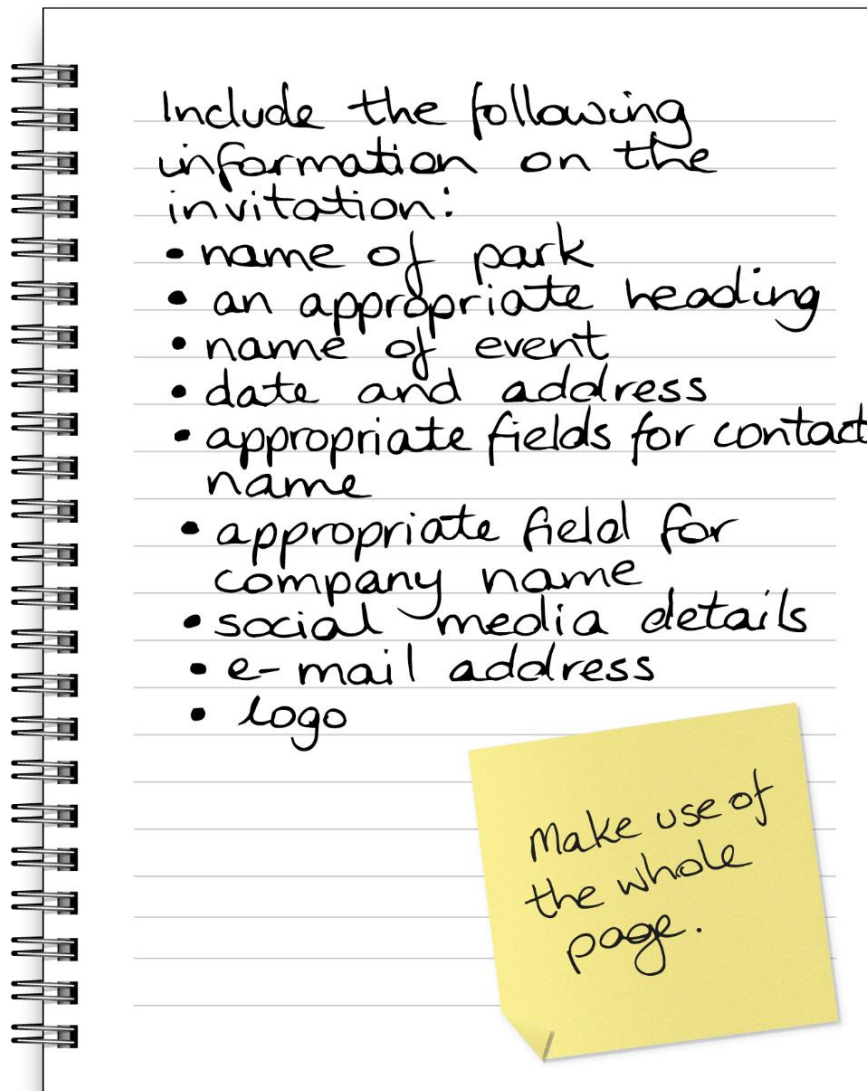 Include the following
information on the
invitation:
• name of park
• an appropriate heading
• name of event
• date and address
• appropriate fields for contact
name
• appropriate field for
company name
• social media details
• e-mail address
• logo
Make use of
the whole
page.